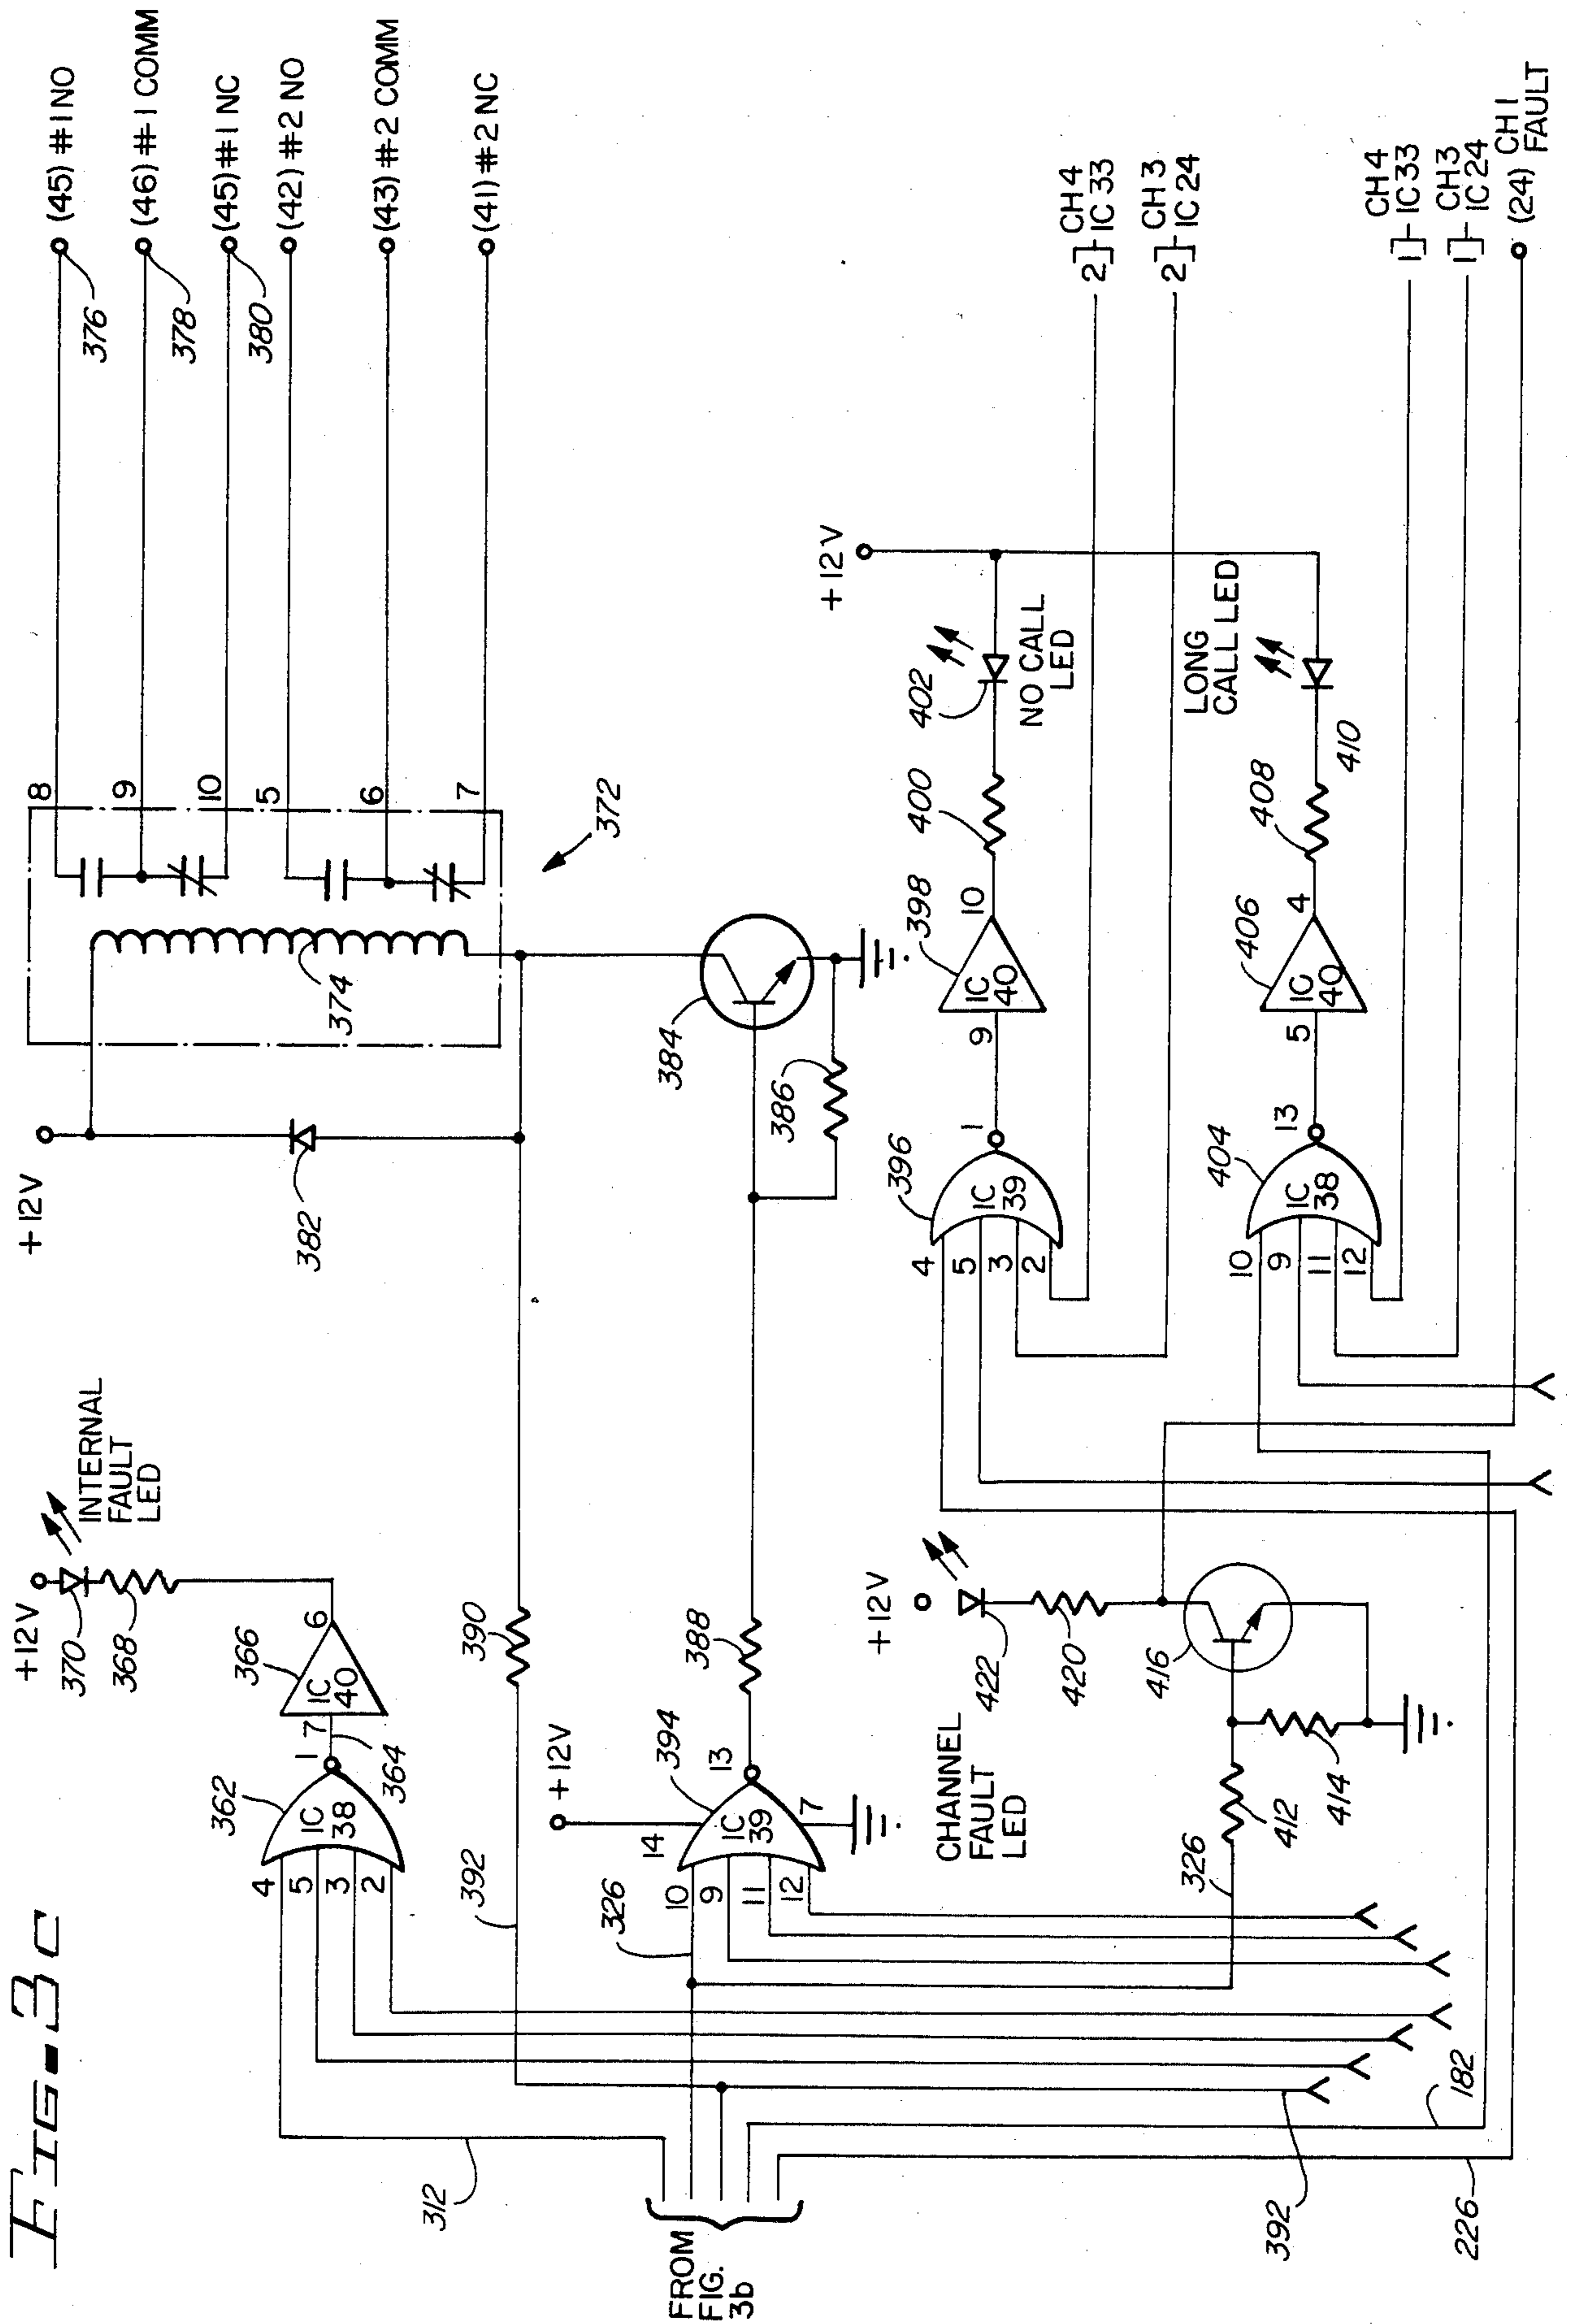 FIG-3C
+12V
370
368
INTERNAL
FAULT
LED
362
IC
38
4
5
3
2
1
7
364
366
IC
40
6
+12V
382
374
372
8
9
10
5
6
7
(45) #1 NO
376
(46) #1 COMM
378
(45) #1 NC
380
(42) #2 NO
(43) #2 COMM
(41) #2 NC
392
390
384
386
388
+12V
14
394
IC
39
13
7
326
10
9
11
12
312
FROM
FIG.
3b
392
226
182
CHANNEL
FAULT
LED
+12V
422
420
416
326
412
414
396
IC
39
4
5
3
2
1
9
398
IC
40
10
400
402
NO CALL
LED
+12V
404
IC
38
10
9
11
12
13
5
406
IC
40
4
408
410
LONG
CALL LED
2
CH 4
IC 33
2
CH 3
IC 24
1
CH 4
IC 33
1
CH 3
IC 24
(24) CH 1
FAULT